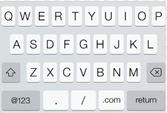 Q W E R T Y U I O P
A S D F G H J K L
Z X C V B N M
@123 . / .com return